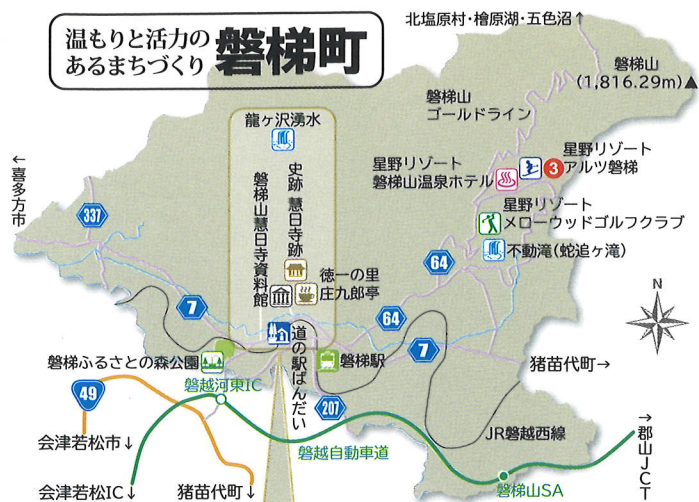 温もりと活力の
あるまちづくり
磐梯町
北塩原村・檜原湖・五色沼↑
磐梯山
(1,816.29m)▲
磐梯山
ゴールドライン
龍ヶ沢湧水
星野リゾート
アルツ磐梯
3
星野リゾート
磐梯山温泉ホテル
←喜多方市
史跡 慧日寺跡
磐梯山慧日寺資料館
星野リゾート
メローウッドゴルフクラブ
337
不動滝(蛇追ヶ滝)
64
徳一の里
庄九郎亭
N
7
64
道の駅ばんだい
7
磐梯ふるさとの森公園
磐梯駅
猪苗代町→
49
磐越河東IC
207
会津若松市↓
磐越自動車道
JR磐越西線
→郡山JCT
会津若松IC↓
猪苗代町↓
磐梯山SA